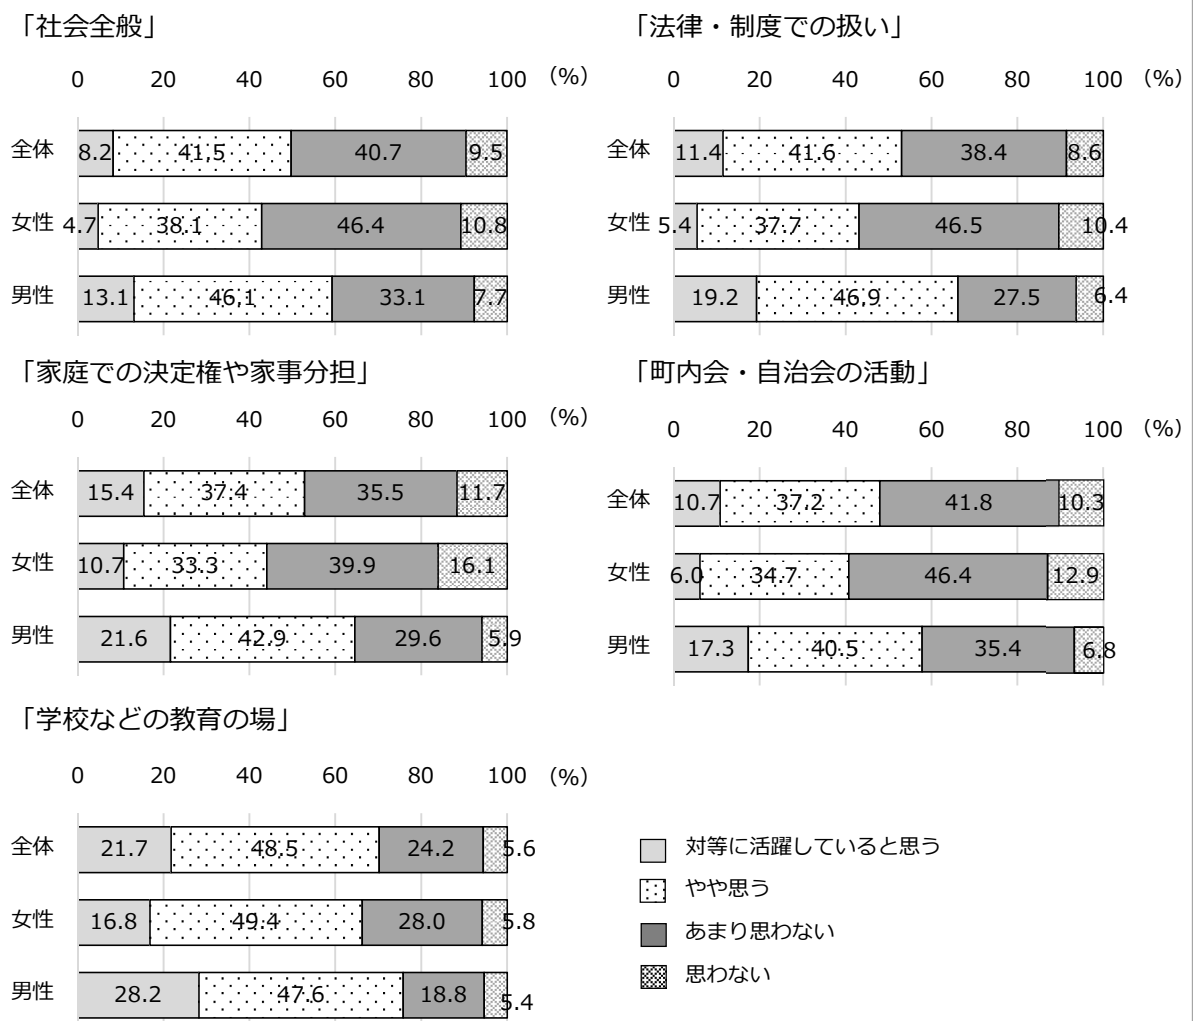 「社会全般」
0 20 40 60 80 100 (%)
全体 8.2 41.5 40.7 9.5
女性 4.7 38.1 46.4 10.8
男性 13.1 46.1 33.1 7.7
「法律・制度での扱い」
0 20 40 60 80 100 (%)
全体 11.4 41.6 38.4 8.6
女性 5.4 37.7 46.5 10.4
男性 19.2 46.9 27.5 6.4
「家庭での決定権や家事分担」
0 20 40 60 80 100 (%)
全体 15.4 37.4 35.5 11.7
女性 10.7 33.3 39.9 16.1
男性 21.6 42.9 29.6 5.9
「町内会・自治会の活動」
0 20 40 60 80 100 (%)
全体 10.7 37.2 41.8 10.3
女性 6.0 34.7 46.4 12.9
男性 17.3 40.5 35.4 6.8
「学校などの教育の場」
0 20 40 60 80 100 (%)
全体 21.7 48.5 24.2 5.6
女性 16.8 49.4 28.0 5.8
男性 28.2 47.6 18.8 5.4
対等に活躍していると思う
やや思う
あまり思わない
思わない